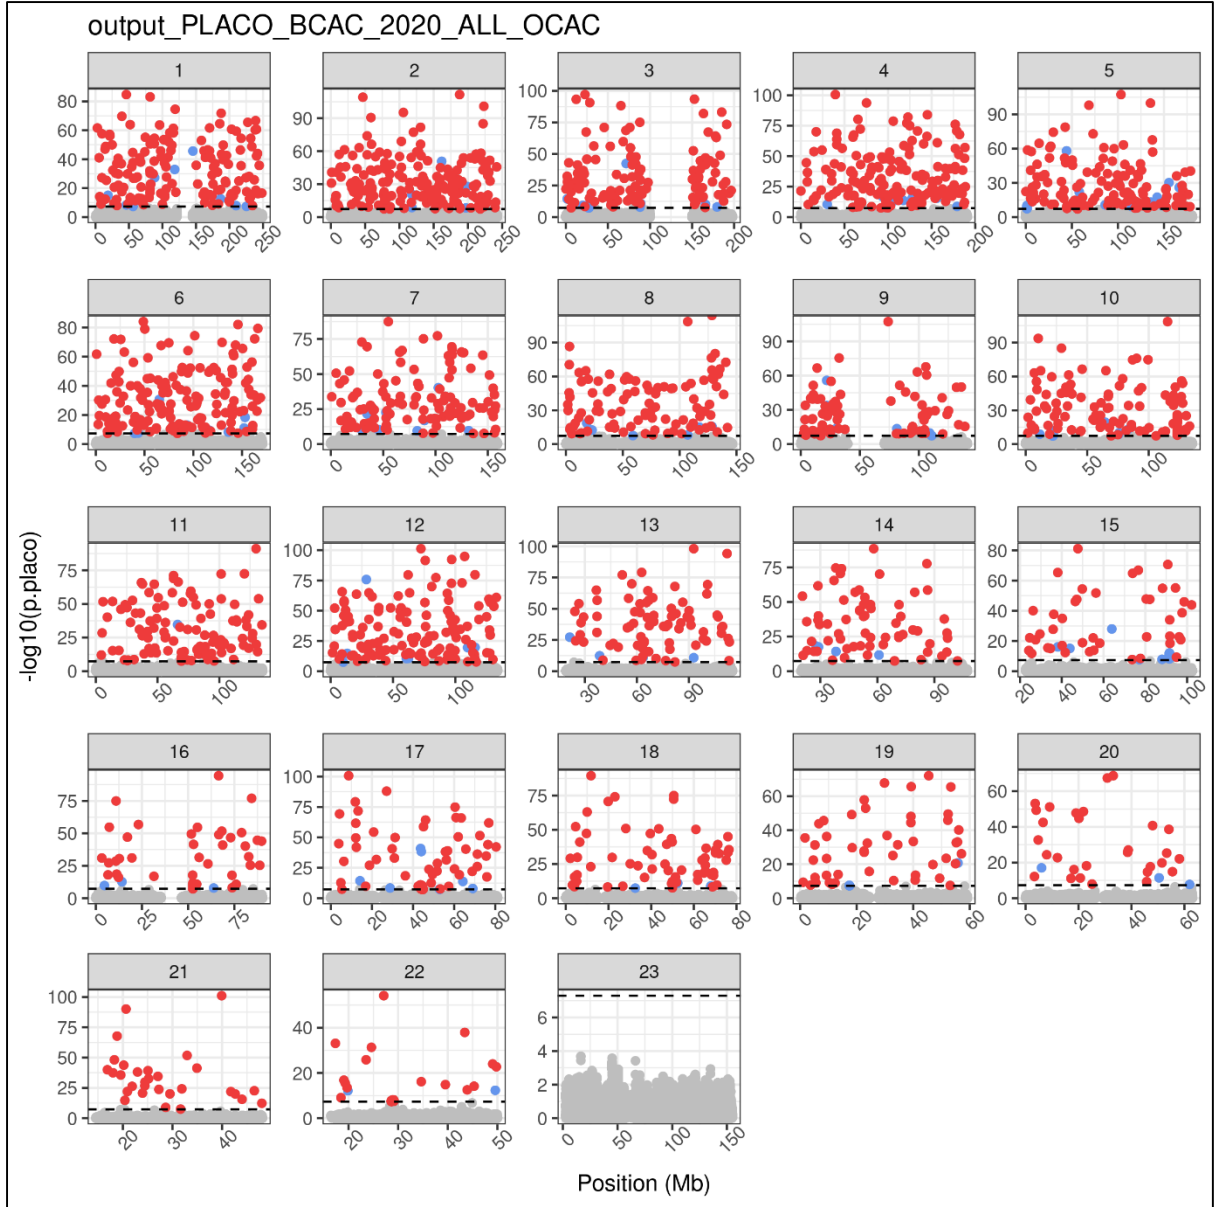 output_PLACO_BCAC_2020_ALL_OCAC
1 2 3 4 5
80 60 40 20 0
90 60 30 0
100 75 50 25 0
100 75 50 25 0
90 60 30 0
0 50 100 150 200 250
0 50 100 150 200 250
0 50 100 150 200
0 50 100 150 200
0 50 100 150
6 7 8 9 10
80 60 40 20 0
75 50 25 0
90 60 30 0
90 60 30 0
90 60 30 0
0 50 100 150
0 50 100 150
0 50 100 150
0 50 100
0 50 100
-log10(p.placo)
11 12 13 14 15
75 50 25 0
100 75 50 25 0
100 75 50 25 0
75 50 25 0
80 60 40 20 0
0 50 100
0 50 100
30 60 90
30 60 90
20 40 60 80 100
16 17 18 19 20
75 50 25 0
100 75 50 25 0
75 50 25 0
60 40 20 0
60 40 20 0
0 25 50 75
0 20 40 60 80
0 20 40 60 80
0 20 40 60
0 20 40 60
21 22 23
100 75 50 25 0
40 20 0
6 4 2 0
20 30 40
20 30 40 50
0 50 100 150
Position (Mb)